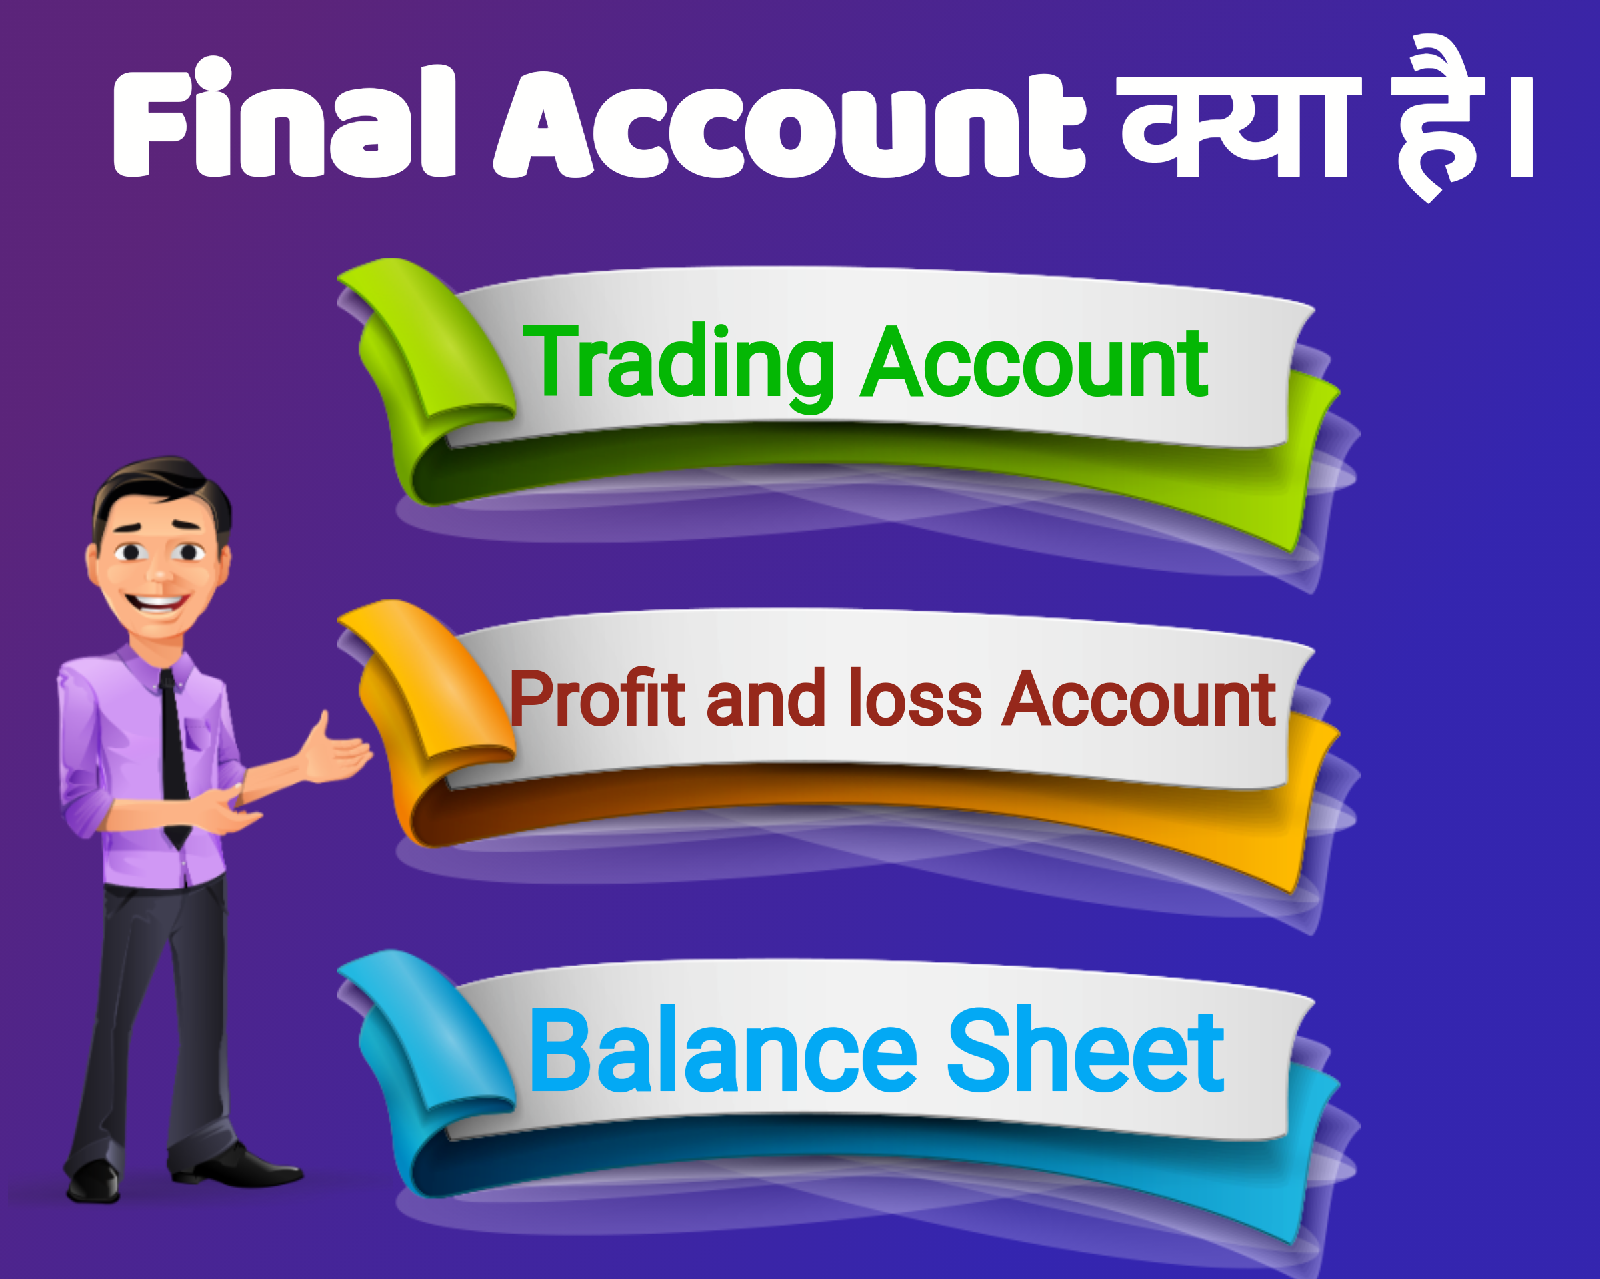 Final Account क्या है।
Trading Account
Profit and loss Account
Balance Sheet